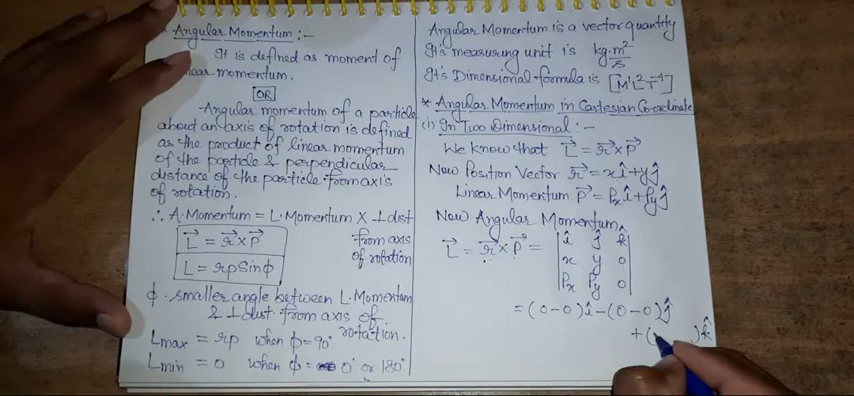 Angular Momentum :-
It is defined as moment of
linear momentum.
OR
Angular momentum of a particle
about an axis of rotation is defined
as the product of linear momentum
of the particle & perpendicular
distance of the particle from axis
of rotation.
∴ A. Momentum = L. Momentum × ⊥ dist
from axis
of rotation
L⃗ = r⃗ × P⃗
L = rp Sinϕ
ϕ - smaller angle between L. Momentum
& ⊥ dist. from axis of
rotation.
Lmax = rp when ϕ = 90°
Lmin = 0 when ϕ = 0° or 180°
Angular Momentum is a vector quantity
It's measuring unit is kg.m²/s
It's Dimensional formula is [M¹L²T⁻¹]
* Angular Momentum in Cartesian Co-ordinate
(i) In Two Dimensional :-
We know that L⃗ = r⃗ × P⃗
Now Position Vector r⃗ = xî + yĵ
Linear Momentum P⃗ = Pxî + Pyĵ
Now Angular Momentum
L⃗ = r⃗ × P⃗ = | î ĵ k̂ |
| x y 0 |
| Px Py 0 |
= (0-0)î - (0-0)ĵ
+ ( )k̂